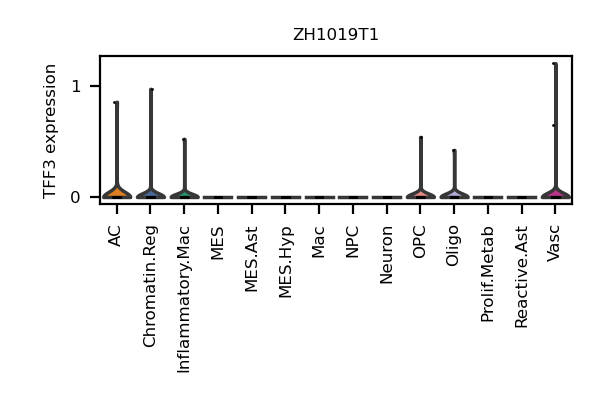 ZH1019T1
TFF3 expression
1
0
AC
Chromatin.Reg
Inflammatory.Mac
MES
MES.Ast
MES.Hyp
Mac
NPC
Neuron
OPC
Oligo
Prolif.Metab
Reactive.Ast
Vasc